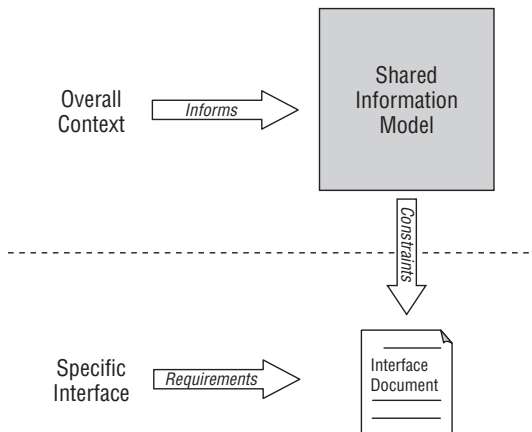 Overall
Context
Informs
Shared
Information
Model
Constraints
Specific
Interface
Requirements
Interface
Document